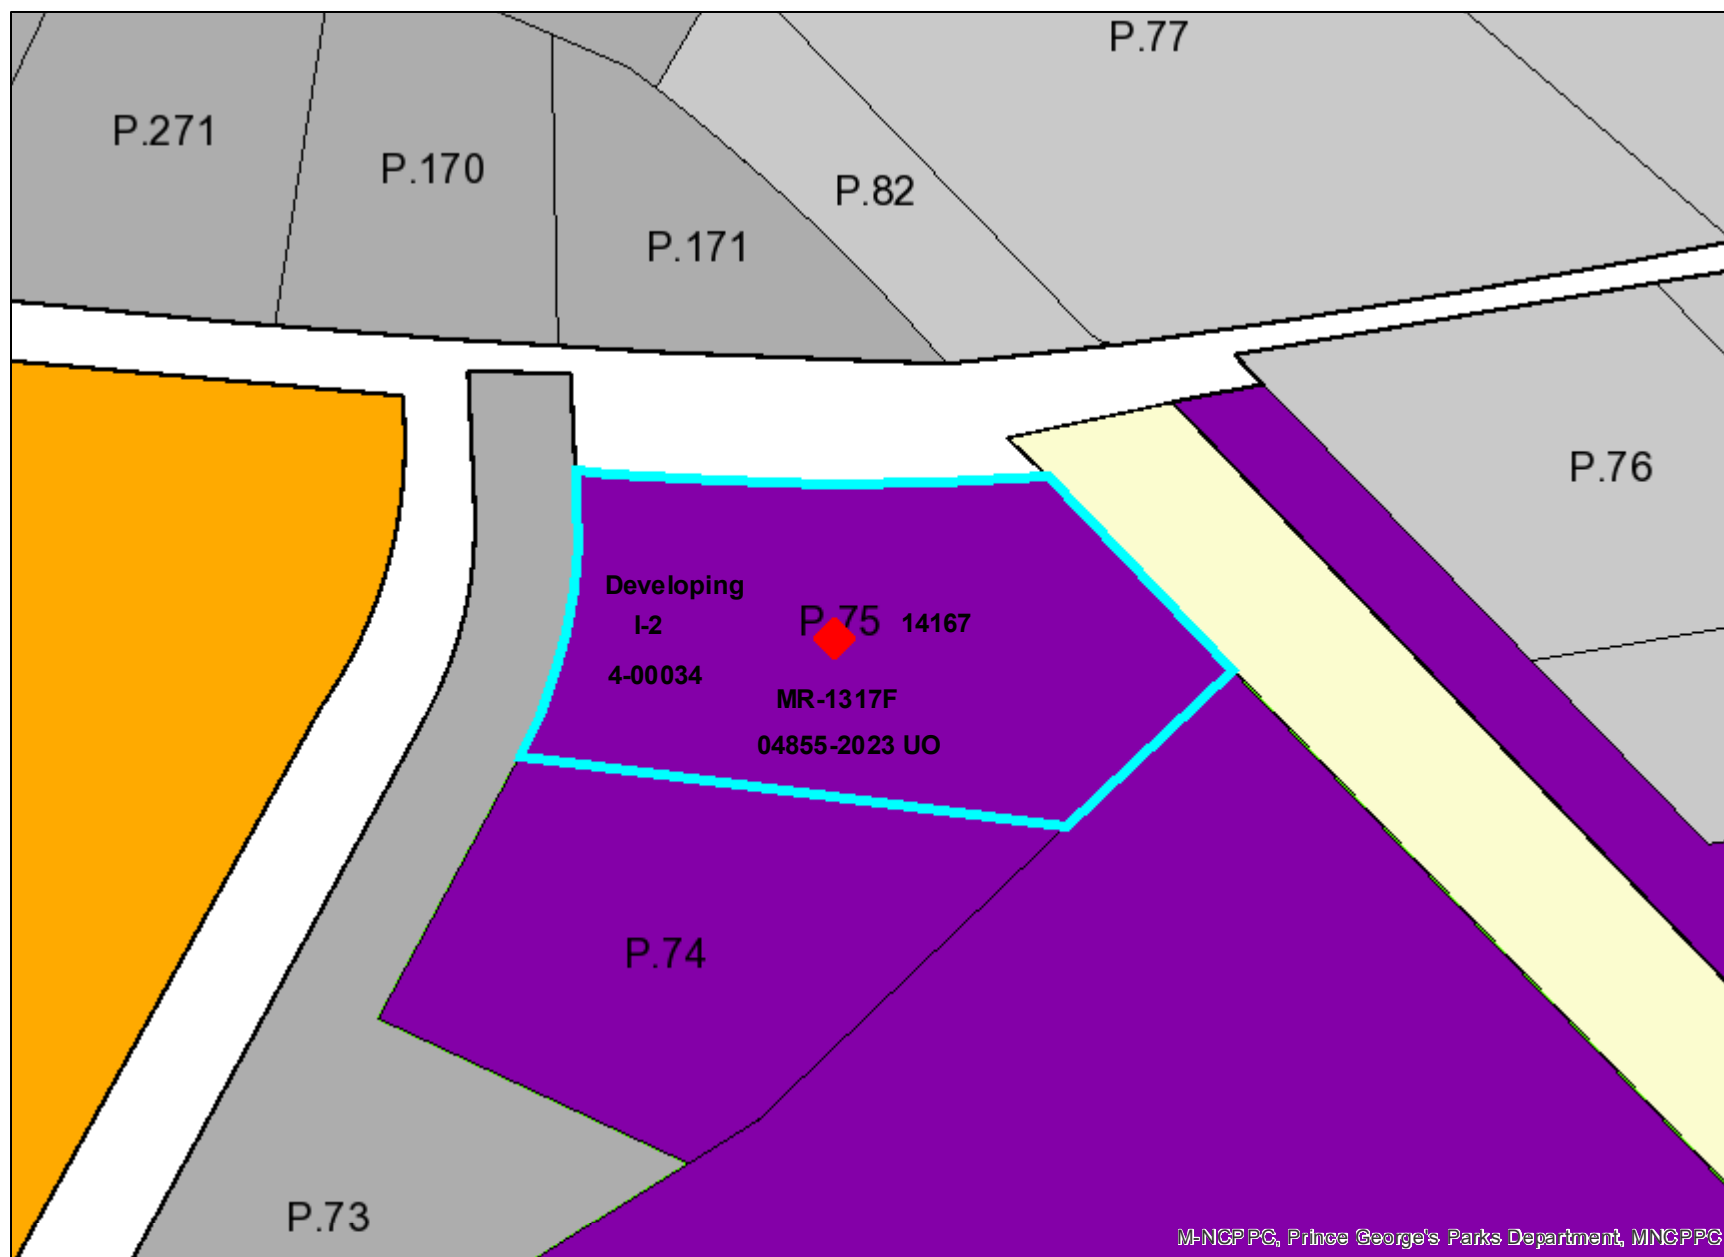 P.77
P.271
P.170
P.82
P.171
P.76
Developing
I-2
P.75
14167
4-00034
MR-1317F
04855-2023 UO
P.74
P.73
M-NCPPC, Prince George's Parks Department, MNCPPC